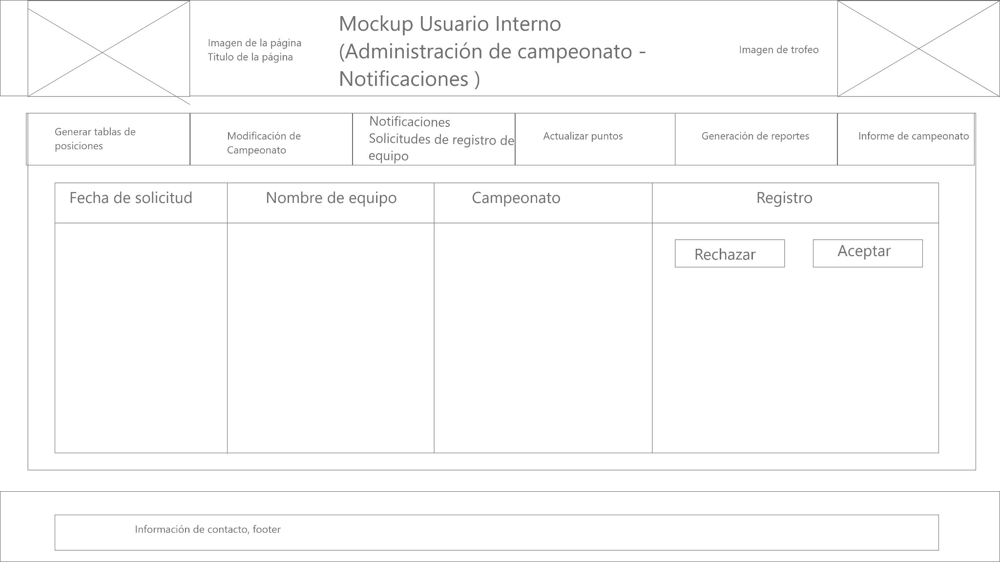 Imagen de la página
Titulo de la página
Mockup Usuario Interno
(Administración de campeonato -
Notificaciones )
Imagen de trofeo
Generar tablas de
posiciones
Modificación de
Campeonato
Notificaciones
Solicitudes de registro de
equipo
Actualizar puntos
Generación de reportes
Informe de campeonato
Fecha de solicitud
Nombre de equipo
Campeonato
Registro
Rechazar
Aceptar
Información de contacto, footer